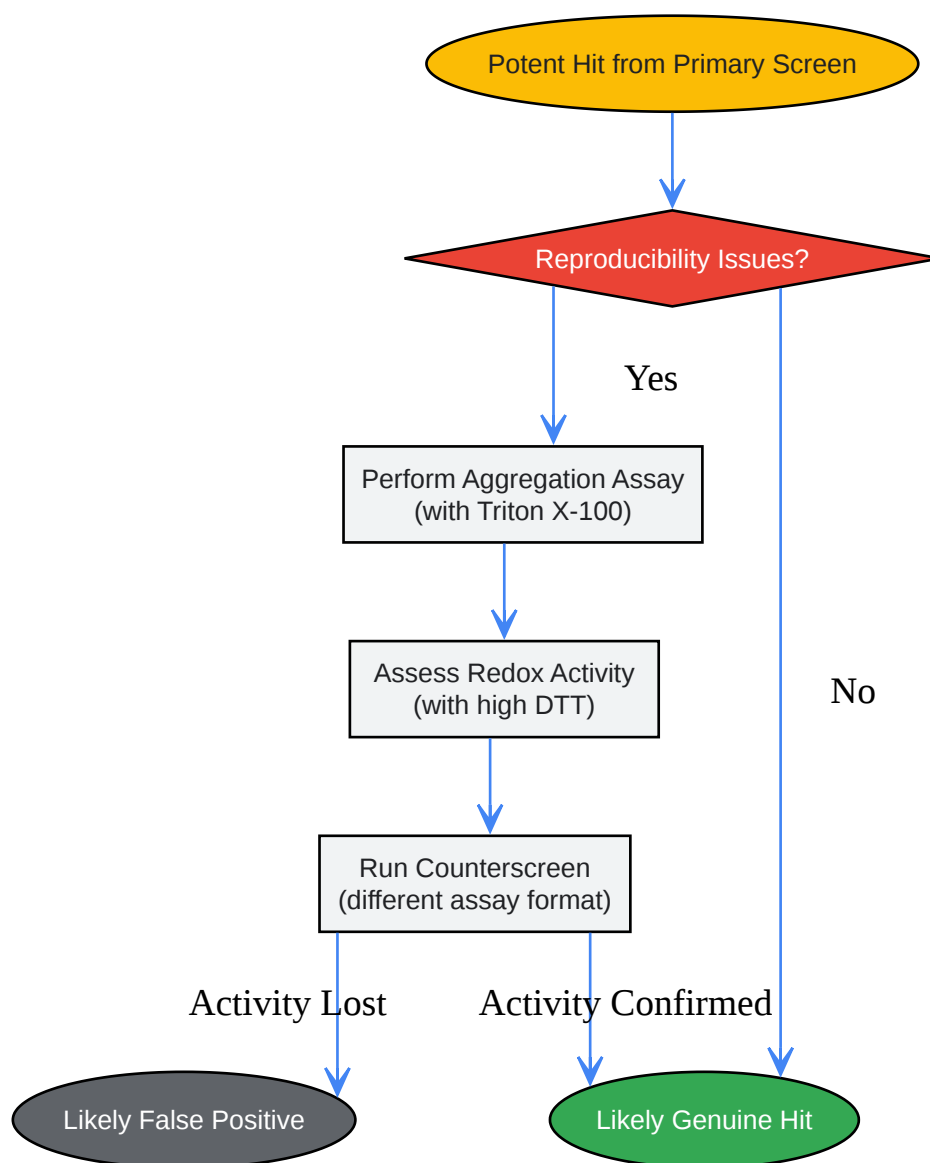 Potent Hit from Primary Screen
Reproducibility Issues?
Yes
Perform Aggregation Assay
(with Triton X-100)
Assess Redox Activity
(with high DTT)
No
Run Counterscreen
(different assay format)
Activity Lost
Activity Confirmed
Likely False Positive
Likely Genuine Hit